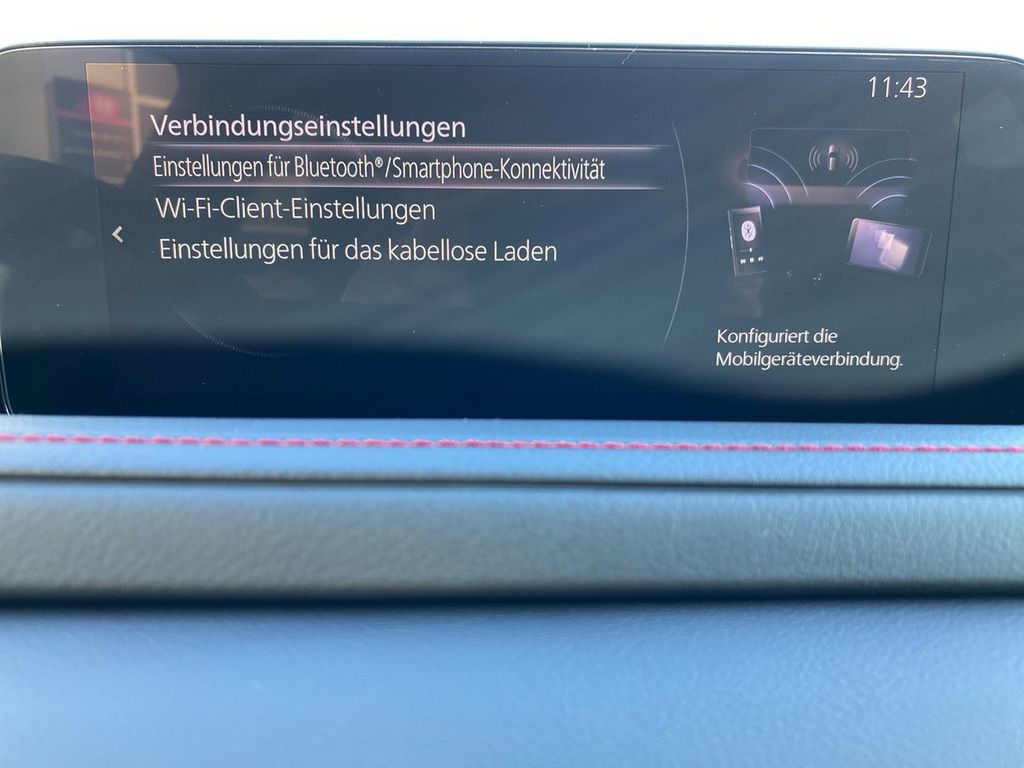 11:43
Verbindungseinstellungen
Einstellungen für Bluetooth®/Smartphone-Konnektivität
Wi-Fi-Client-Einstellungen
Einstellungen für das kabellose Laden
Konfiguriert die
Mobilgeräteverbindung.